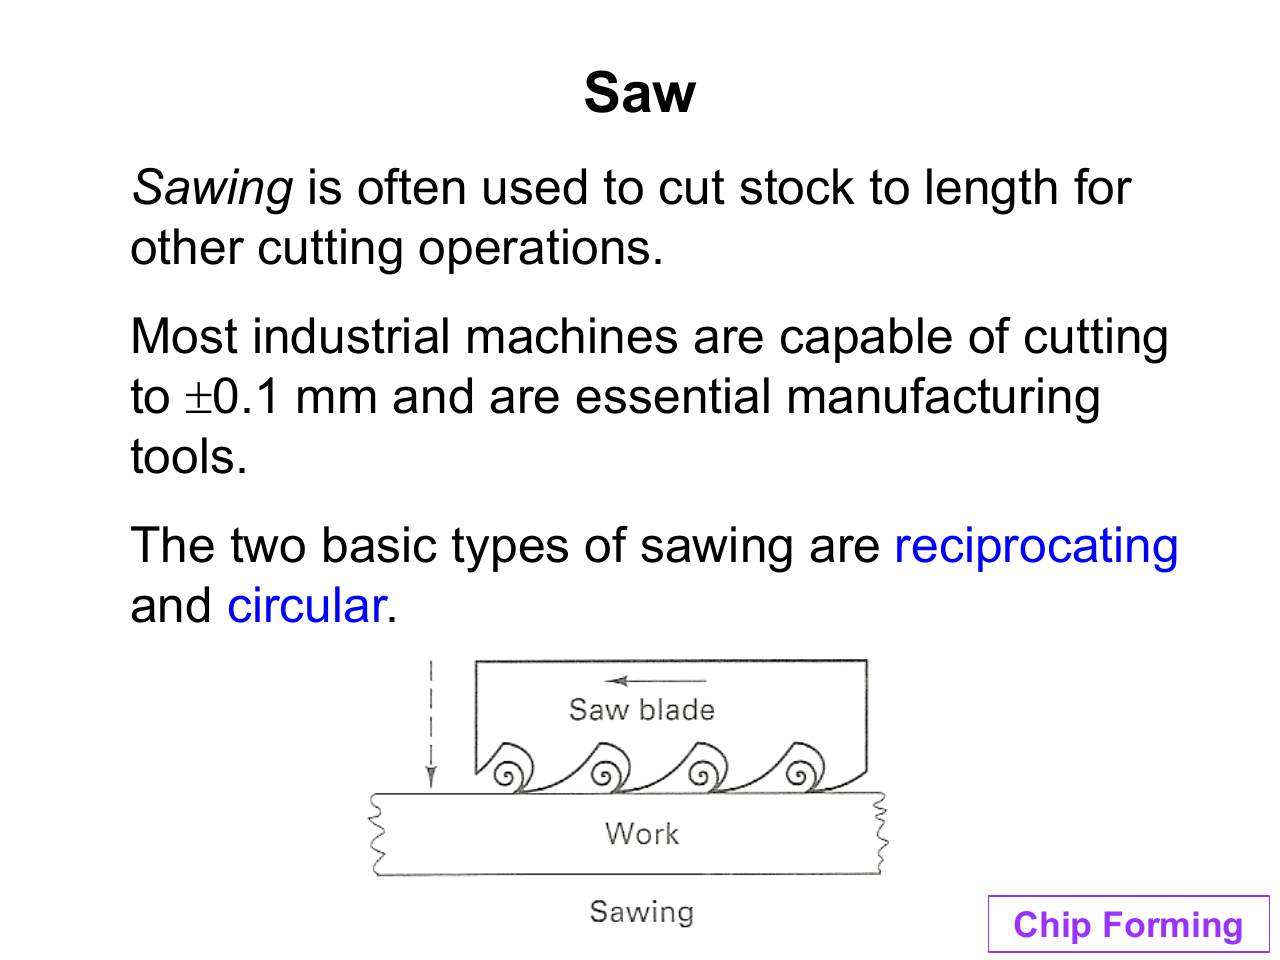 Saw
Sawing is often used to cut stock to length for
other cutting operations.
Most industrial machines are capable of cutting
to ±0.1 mm and are essential manufacturing
tools.
The two basic types of sawing are reciprocating
and circular.
Saw blade
Work
Sawing
Chip Forming